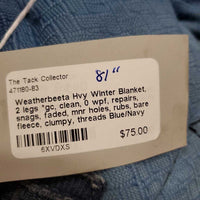 The Tack Collector
471180-83
81"
Weatherbeeta Hvy Winter Blanket,
2 legs *gc, clean, 0 wpf, repairs,
snags, faded, mnr holes, rubs, bare
fleece, clumpy, threads Blue/Navy
$75.00
6XVDXS